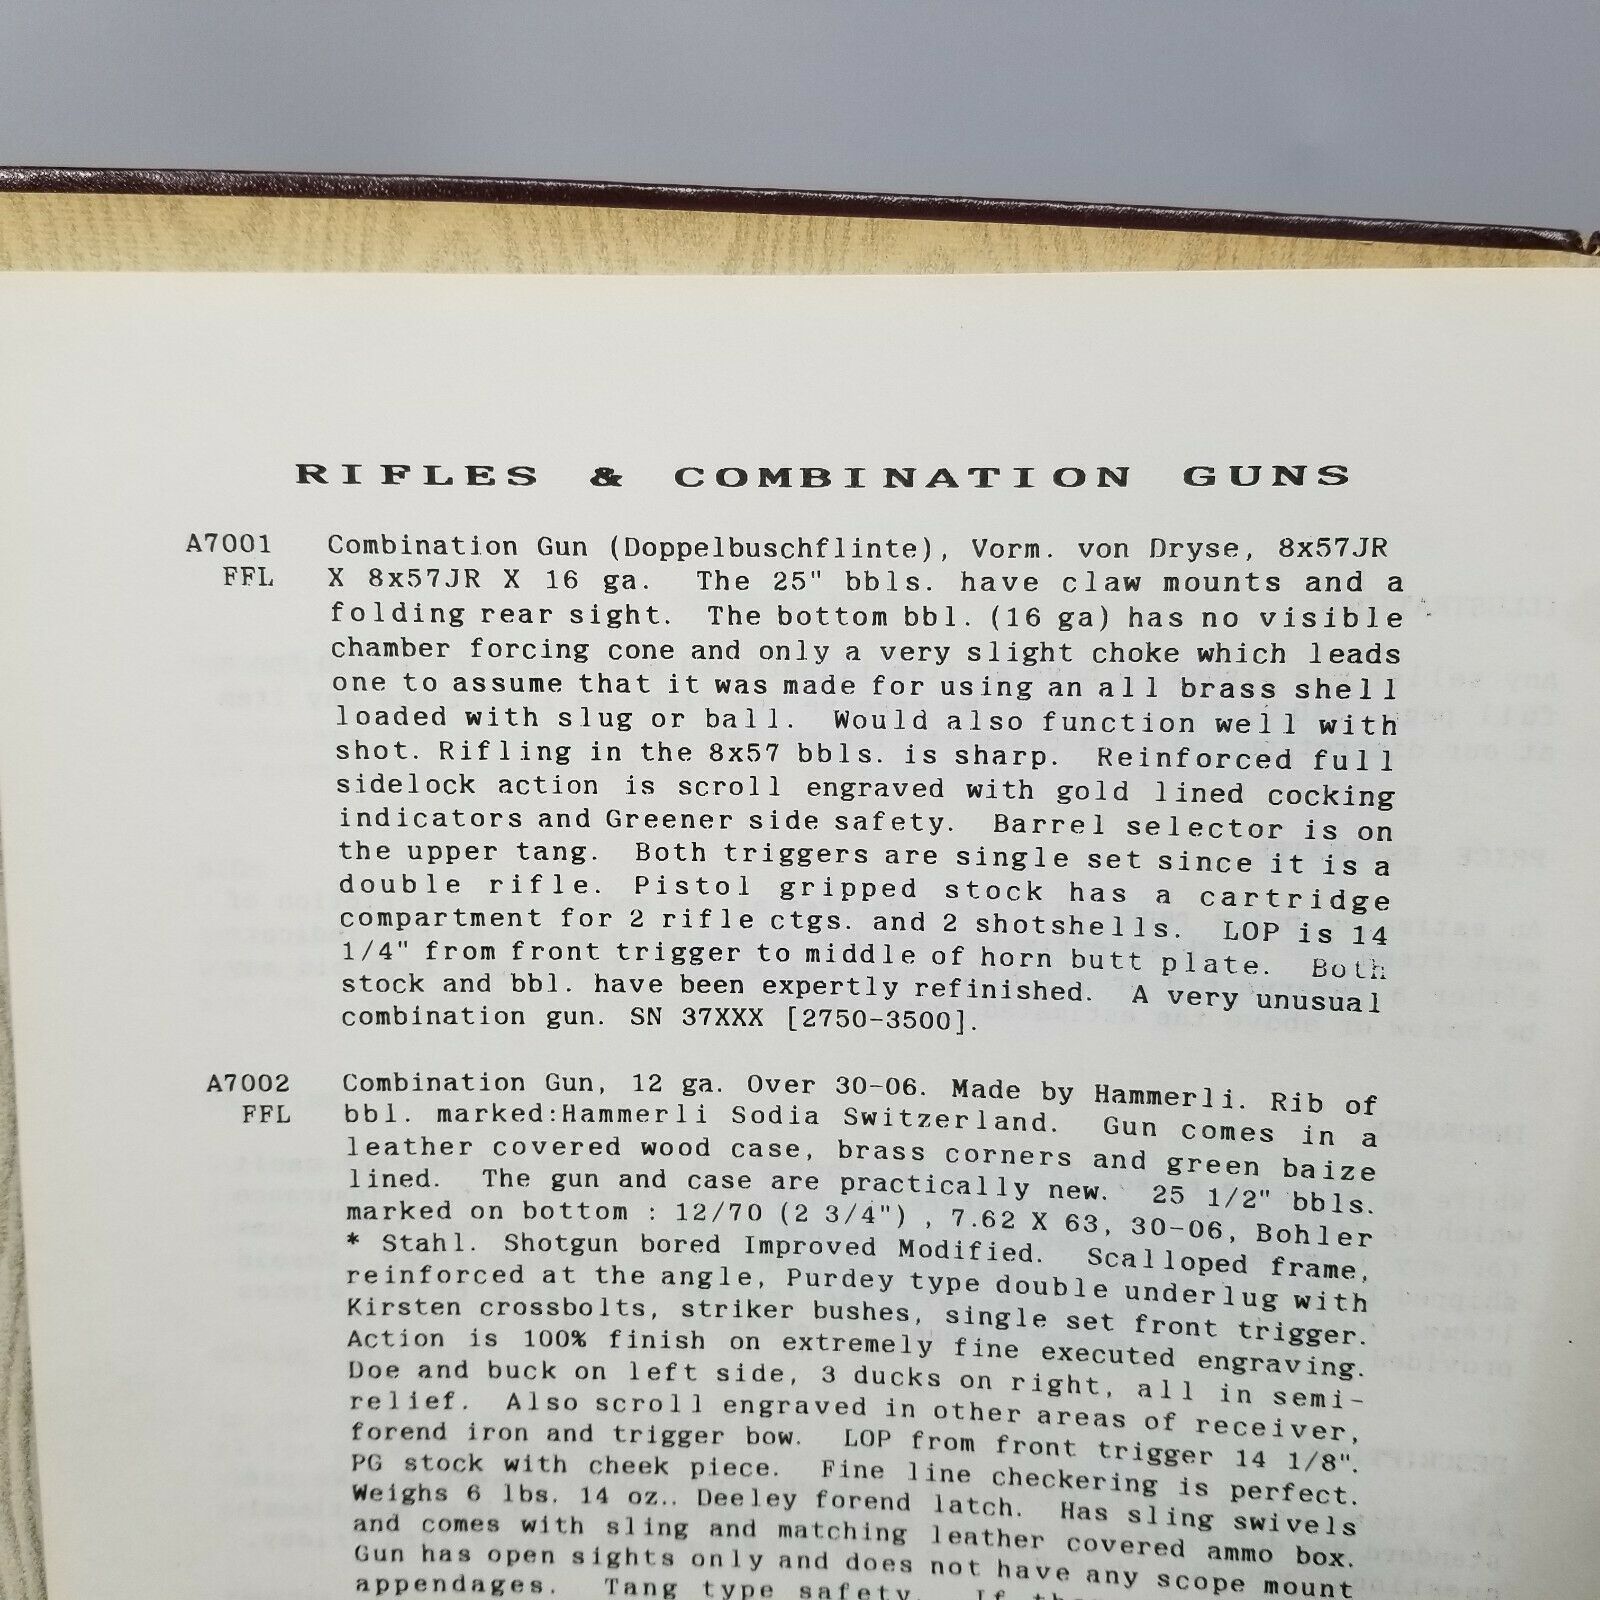 RIFLES & COMBINATION GUNS
A7001 Combination Gun (Doppelbuschflinte), Vorm. von Dryse, 8x57JR
FFL X 8x57JR X 16 ga. The 25" bbls. have claw mounts and a
folding rear sight. The bottom bbl. (16 ga) has no visible
chamber forcing cone and only a very slight choke which leads
one to assume that it was made for using an all brass shell
loaded with slug or ball. Would also function well with
shot. Rifling in the 8x57 bbls. is sharp. Reinforced full
sidelock action is scroll engraved with gold lined cocking
indicators and Greener side safety. Barrel selector is on
the upper tang. Both triggers are single set since it is a
double rifle. Pistol gripped stock has a cartridge
compartment for 2 rifle ctgs. and 2 shotshells. LOP is 14
1/4" from front trigger to middle of horn butt plate. Both
stock and bbl. have been expertly refinished. A very unusual
combination gun. SN 37XXX [2750-3500].
A7002 Combination Gun, 12 ga. Over 30-06. Made by Hammerli. Rib of
FFL bbl. marked:Hammerli Sodia Switzerland. Gun comes in a
leather covered wood case, brass corners and green baize
lined. The gun and case are practically new. 25 1/2" bbls.
marked on bottom : 12/70 (2 3/4") , 7.62 X 63, 30-06, Bohler
* Stahl. Shotgun bored Improved Modified. Scalloped frame,
reinforced at the angle, Purdey type double underlug with
Kirsten crossbolts, striker bushes, single set front trigger.
Action is 100% finish on extremely fine executed engraving.
Doe and buck on left side, 3 ducks on right, all in semi-
relief. Also scroll engraved in other areas of receiver,
forend iron and trigger bow. LOP from front trigger 14 1/8".
PG stock with cheek piece. Fine line checkering is perfect.
Weighs 6 lbs. 14 oz.. Deeley forend latch. Has sling swivels
and comes with sling and matching leather covered ammo box.
Gun has open sights only and does not have any scope mount
appendages. Tang type safety. If